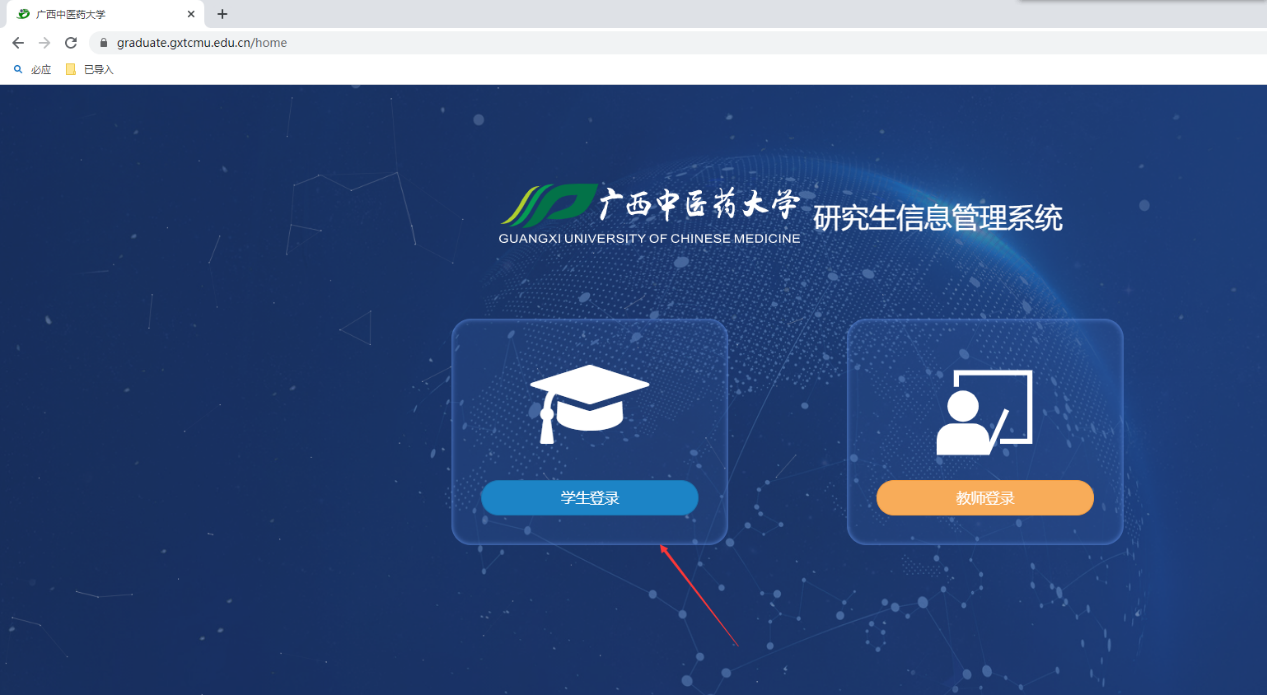 广西中医药大学
graduate.gxtcmu.edu.cn/home
必应 已导入
广西中医药大学 研究生信息管理系统
GUANGXI UNIVERSITY OF CHINESE MEDICINE
学生登录
教师登录